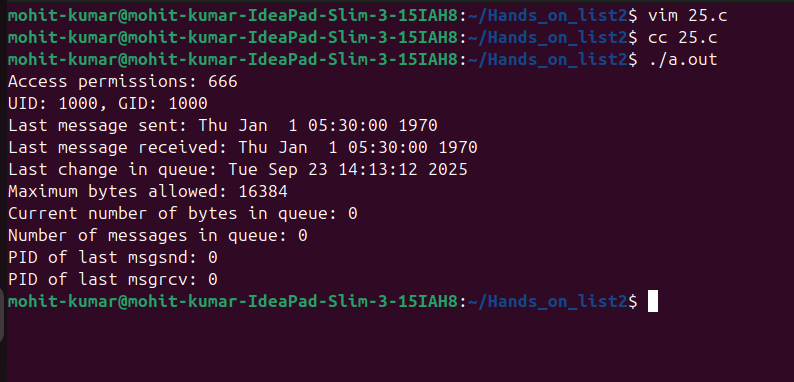 mohit-kumar@mohit-kumar-IdeaPad-Slim-3-15IAH8:~/Hands_on_list2$ vim 25.c
mohit-kumar@mohit-kumar-IdeaPad-Slim-3-15IAH8:~/Hands_on_list2$ cc 25.c
mohit-kumar@mohit-kumar-IdeaPad-Slim-3-15IAH8:~/Hands_on_list2$ ./a.out
Access permissions: 666
UID: 1000, GID: 1000
Last message sent: Thu Jan  1 05:30:00 1970
Last message received: Thu Jan  1 05:30:00 1970
Last change in queue: Tue Sep 23 14:13:12 2025
Maximum bytes allowed: 16384
Current number of bytes in queue: 0
Number of messages in queue: 0
PID of last msgsnd: 0
PID of last msgrcv: 0
mohit-kumar@mohit-kumar-IdeaPad-Slim-3-15IAH8:~/Hands_on_list2$